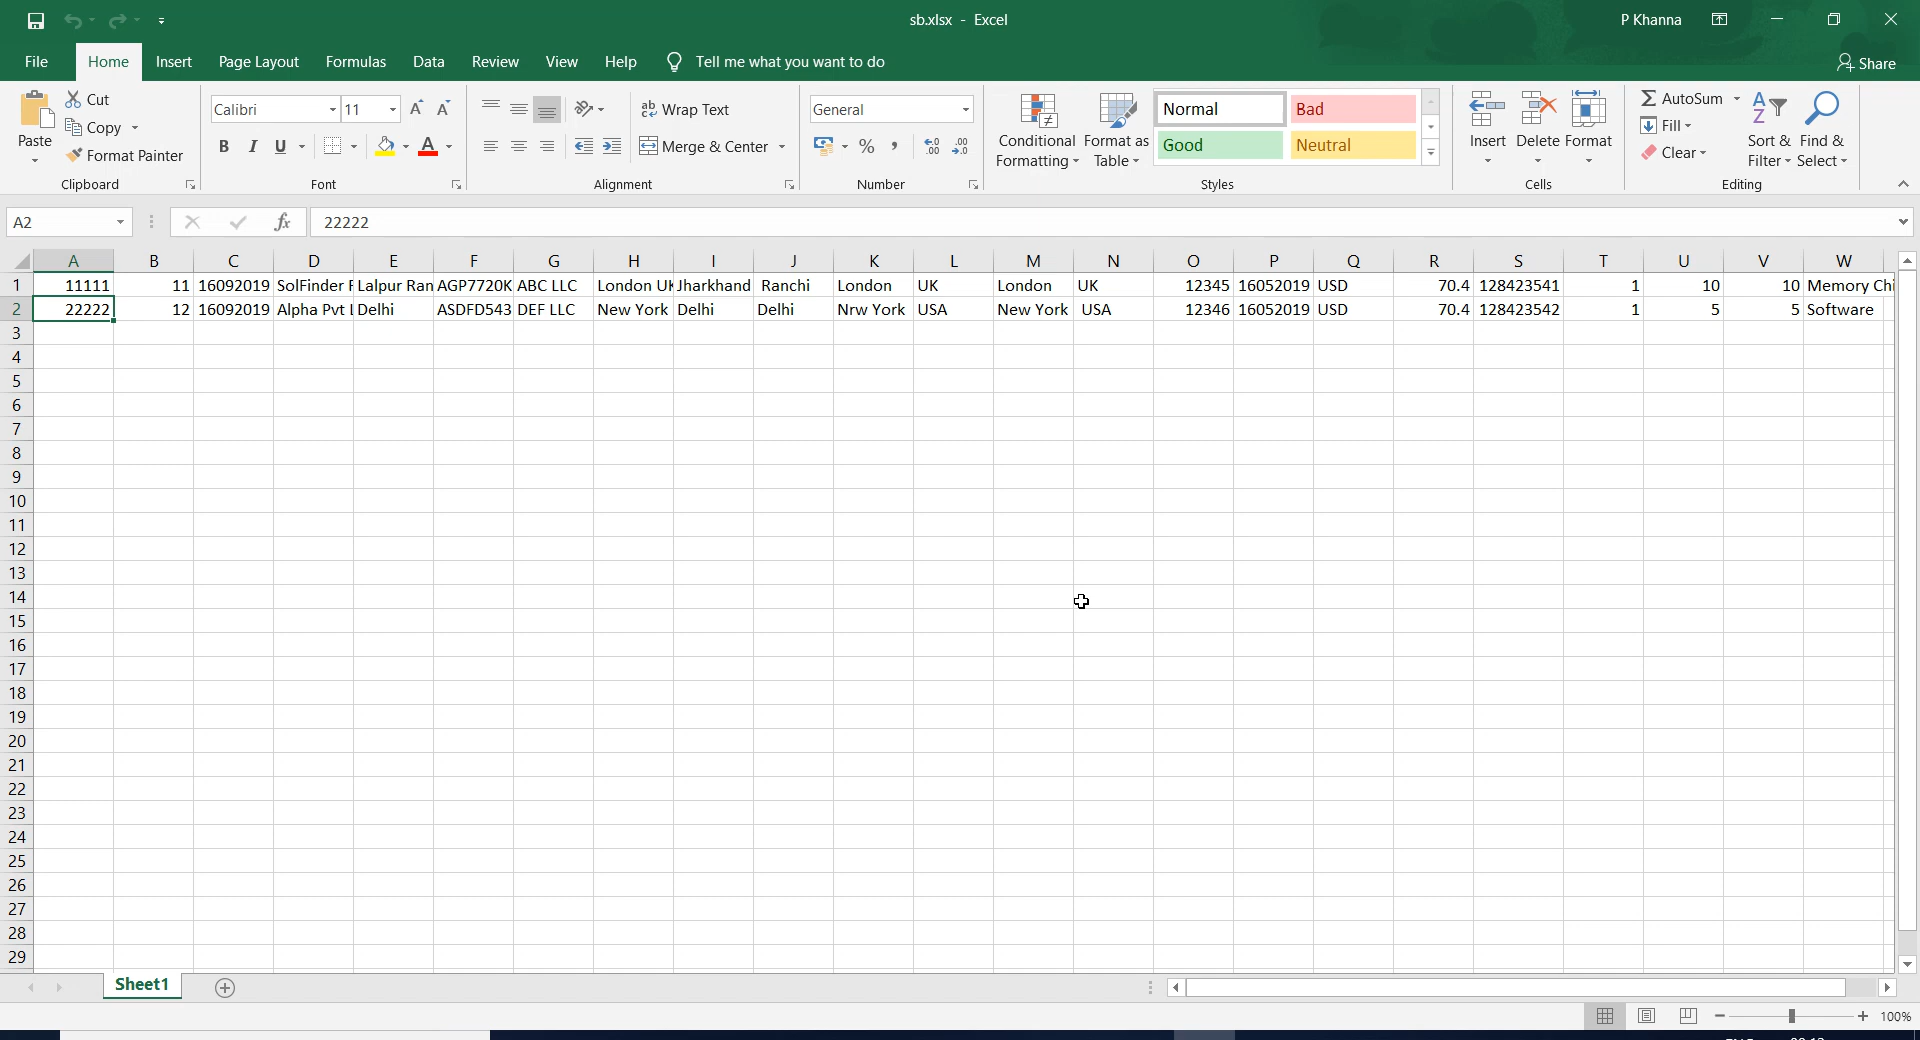 sb.xlsx - Excel
P Khanna
File Home Insert Page Layout Formulas Data Review View Help Tell me what you want to do
Share
Paste
Cut
Copy
Format Painter
Clipboard
Calibri 11
B I U A
Font
Wrap Text
Merge & Center
Alignment
General
% ,
Number
Conditional Formatting
Format as Table
Normal Bad
Good Neutral
Styles
Insert Delete Format
Cells
AutoSum
Fill
Clear
Sort & Filter
Find & Select
Editing
A2 fx 22222
A B C D E F G H I J K L M N O P Q R S T U V W
1 11111 11 16092019 SolFinder Lalpur Ran AGP7720K ABC LLC London UK Jharkhand Ranchi London UK London UK 12345 16052019 USD 70.4 128423541 1 10 10 Memory Chi
2 22222 12 16092019 Alpha Pvt Delhi ASDFD543 DEF LLC New York Delhi Delhi Nrw York USA New York USA 12346 16052019 USD 70.4 128423542 1 5 5 Software
3
4
5
6
7
8
9
10
11
12
13
14
15
16
17
18
19
20
21
22
23
24
25
26
27
28
29
Sheet1
100%